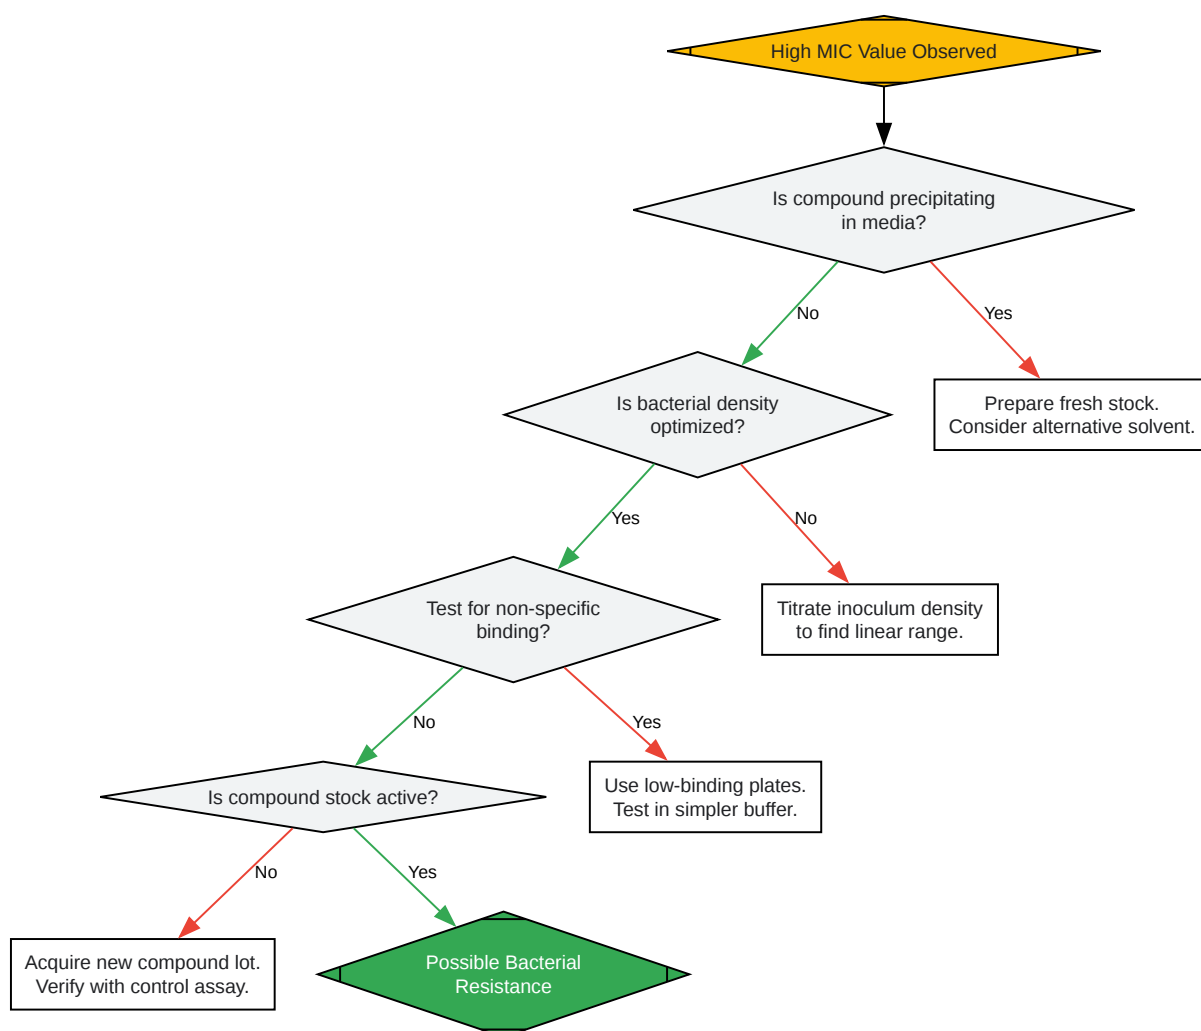 High MIC Value Observed
Is compound precipitating
in media?
No
Yes
Is bacterial density
optimized?
Prepare fresh stock.
Consider alternative solvent.
Yes
No
Test for non-specific
binding?
Titrate inoculum density
to find linear range.
No
Yes
Is compound stock active?
Use low-binding plates.
Test in simpler buffer.
No
Yes
Acquire new compound lot.
Verify with control assay.
Possible Bacterial
Resistance